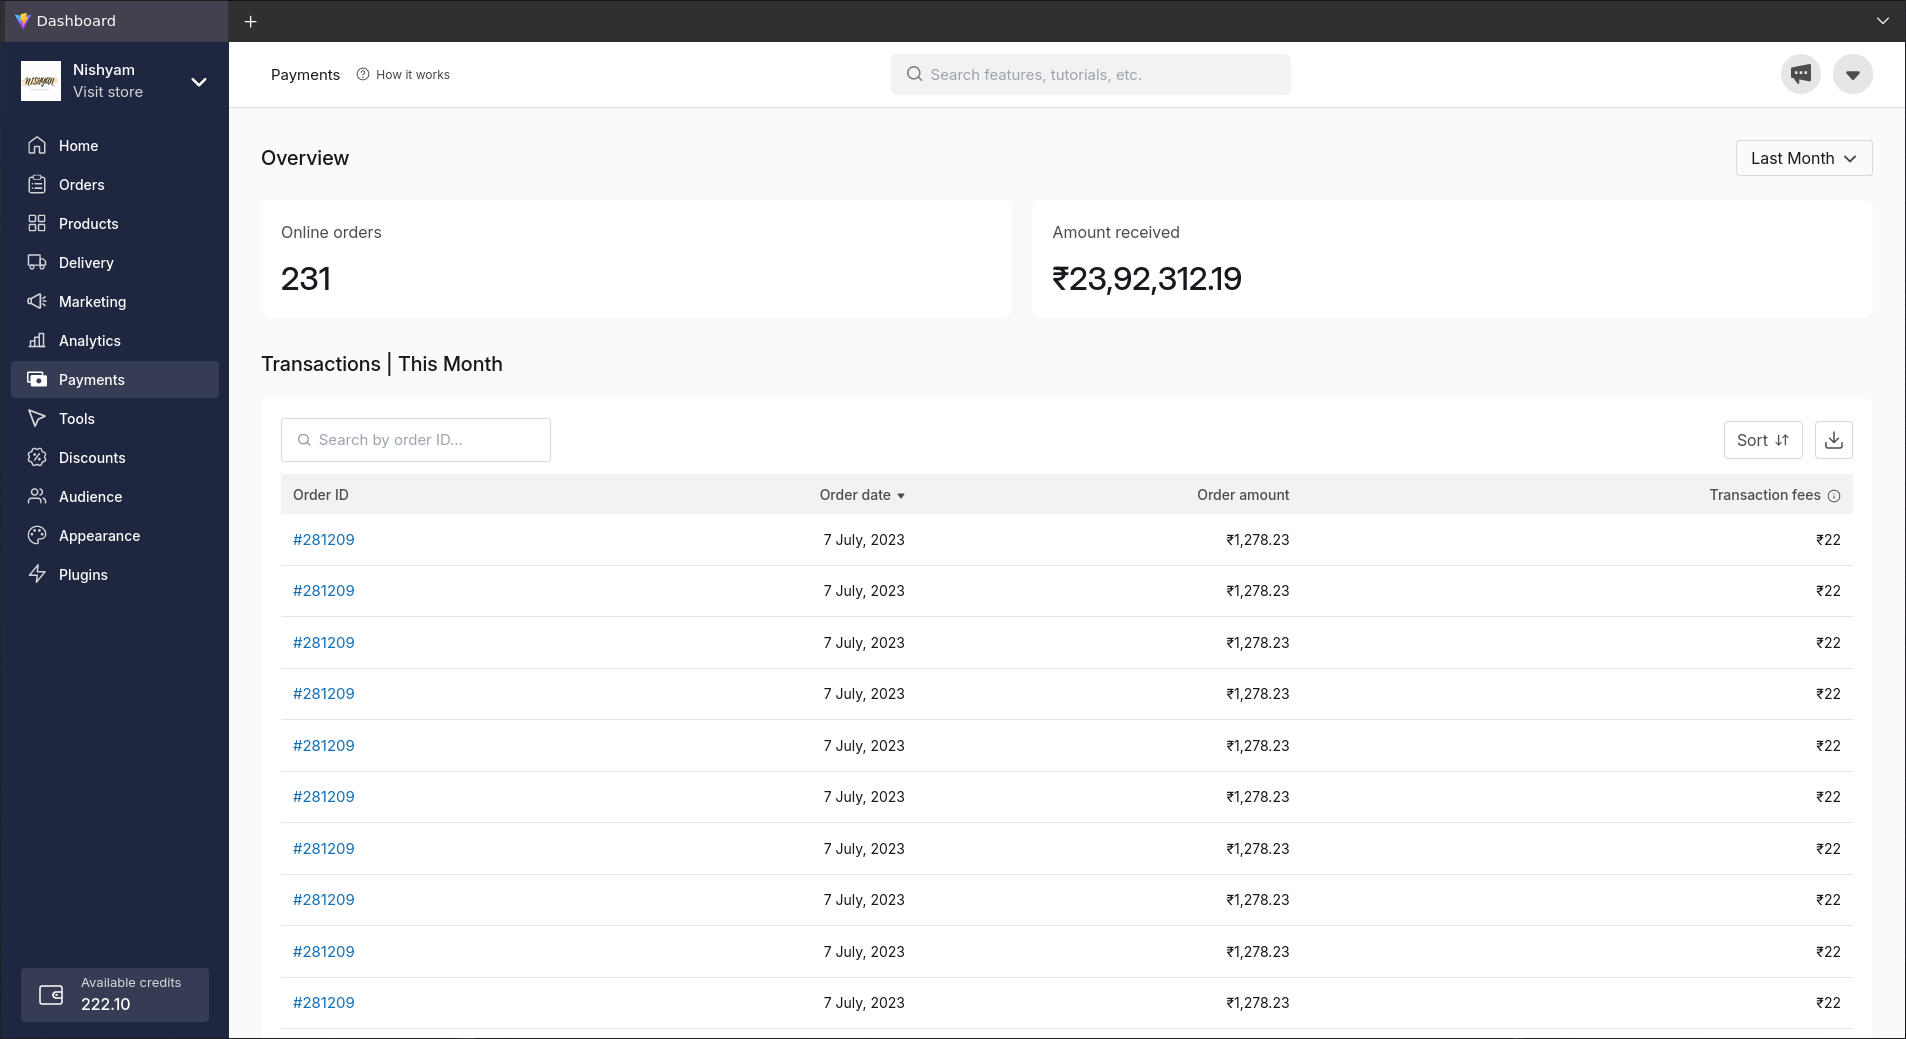 Dashboard
Nishyam
Visit store
Home
Orders
Products
Delivery
Marketing
Analytics
Payments
Tools
Discounts
Audience
Appearance
Plugins
Available credits
222.10
Payments How it works
Search features, tutorials, etc.
Overview
Last Month
Online orders
231
Amount received
₹23,92,312.19
Transactions | This Month
Search by order ID...
Sort
Order ID Order date Order amount Transaction fees
#281209 7 July, 2023 ₹1,278.23 ₹22
#281209 7 July, 2023 ₹1,278.23 ₹22
#281209 7 July, 2023 ₹1,278.23 ₹22
#281209 7 July, 2023 ₹1,278.23 ₹22
#281209 7 July, 2023 ₹1,278.23 ₹22
#281209 7 July, 2023 ₹1,278.23 ₹22
#281209 7 July, 2023 ₹1,278.23 ₹22
#281209 7 July, 2023 ₹1,278.23 ₹22
#281209 7 July, 2023 ₹1,278.23 ₹22
#281209 7 July, 2023 ₹1,278.23 ₹22